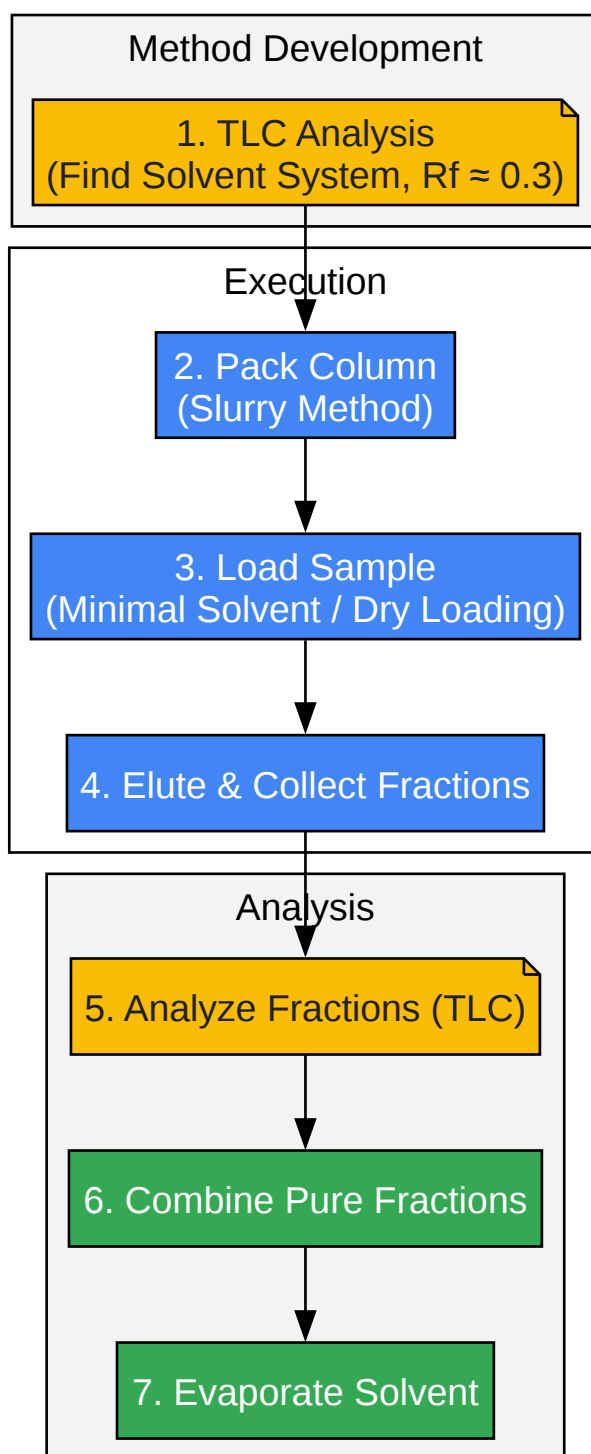 Method Development
1. TLC Analysis
(Find Solvent System, Rf ≈ 0.3)
Execution
2. Pack Column
(Slurry Method)
3. Load Sample
(Minimal Solvent / Dry Loading)
4. Elute & Collect Fractions
Analysis
5. Analyze Fractions (TLC)
6. Combine Pure Fractions
7. Evaporate Solvent